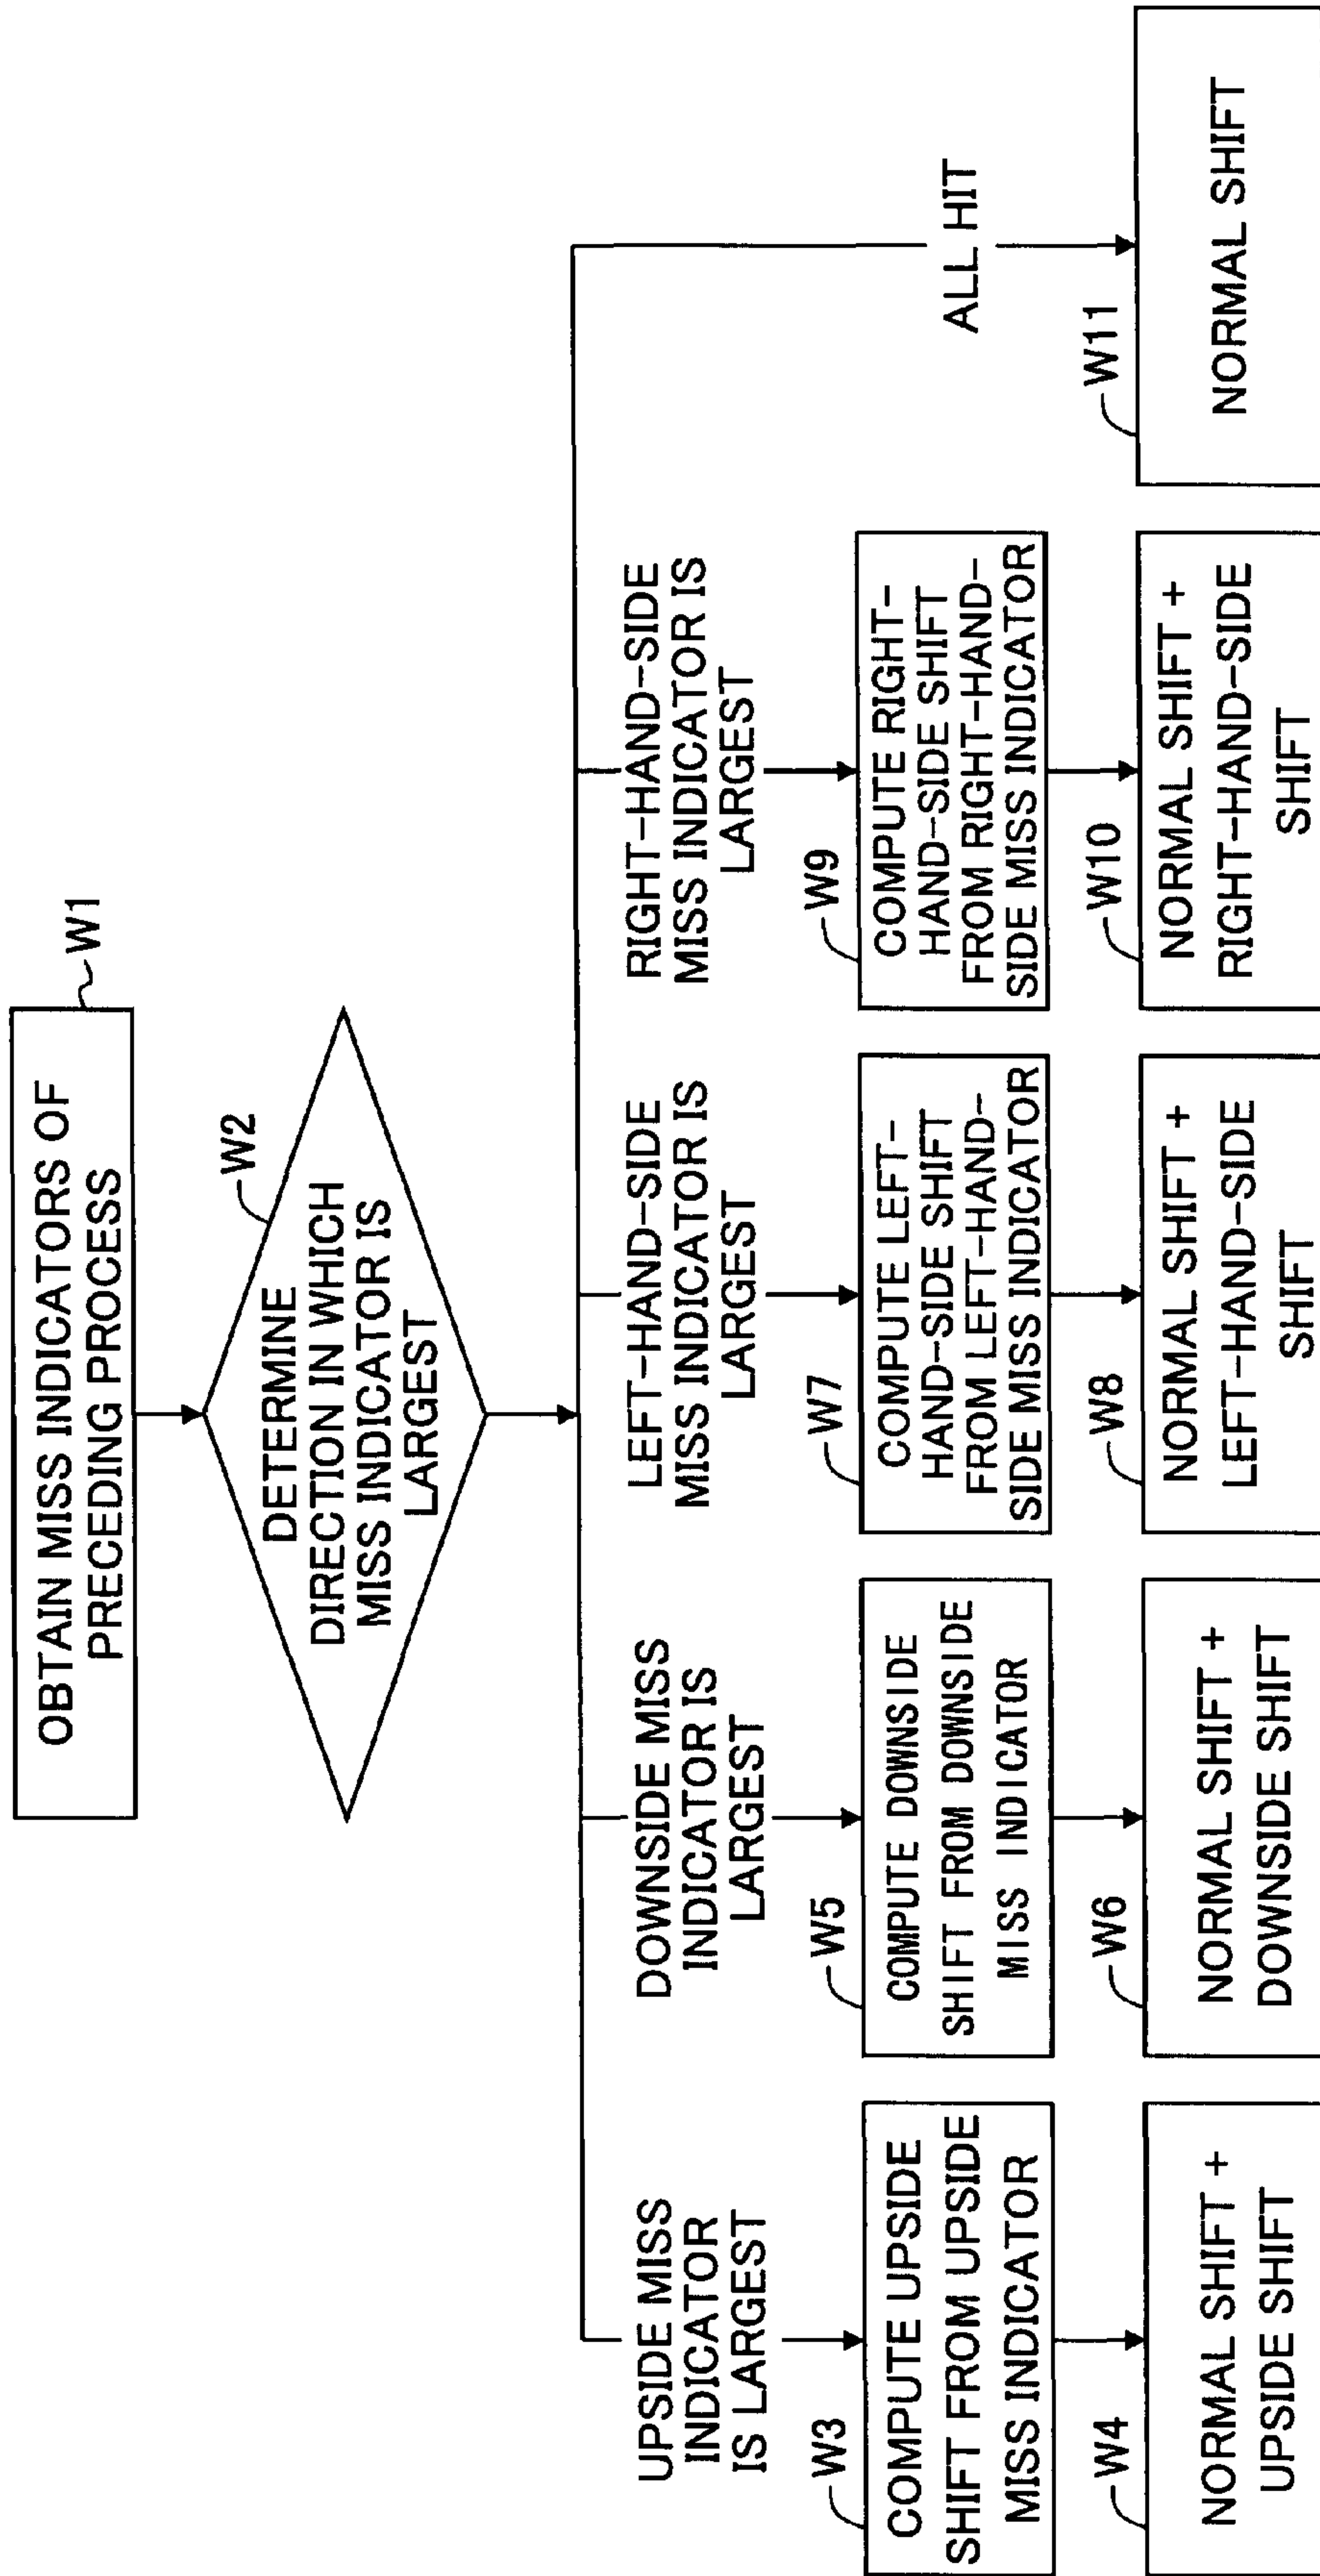 OBTAIN MISS INDICATORS OF
PRECEDING PROCESS
W1
W2
DETERMINE
DIRECTION IN WHICH
MISS INDICATOR IS
LARGEST
UPSIDE MISS
INDICATOR
IS LARGEST
W3
COMPUTE UPSIDE
SHIFT FROM UPSIDE
MISS INDICATOR
W4
NORMAL SHIFT +
UPSIDE SHIFT
DOWNSIDE MISS
INDICATOR IS
LARGEST
W5
COMPUTE DOWNSIDE
SHIFT FROM DOWNSIDE
MISS INDICATOR
W6
NORMAL SHIFT +
DOWNSIDE SHIFT
LEFT-HAND-SIDE
MISS INDICATOR IS
LARGEST
W7
COMPUTE LEFT-
HAND-SIDE SHIFT
FROM LEFT-HAND-
SIDE MISS INDICATOR
W8
NORMAL SHIFT +
LEFT-HAND-SIDE
SHIFT
RIGHT-HAND-SIDE
MISS INDICATOR IS
LARGEST
W9
COMPUTE RIGHT-
HAND-SIDE SHIFT
FROM RIGHT-HAND-
SIDE MISS INDICATOR
W10
NORMAL SHIFT +
RIGHT-HAND-SIDE
SHIFT
ALL HIT
W11
NORMAL SHIFT